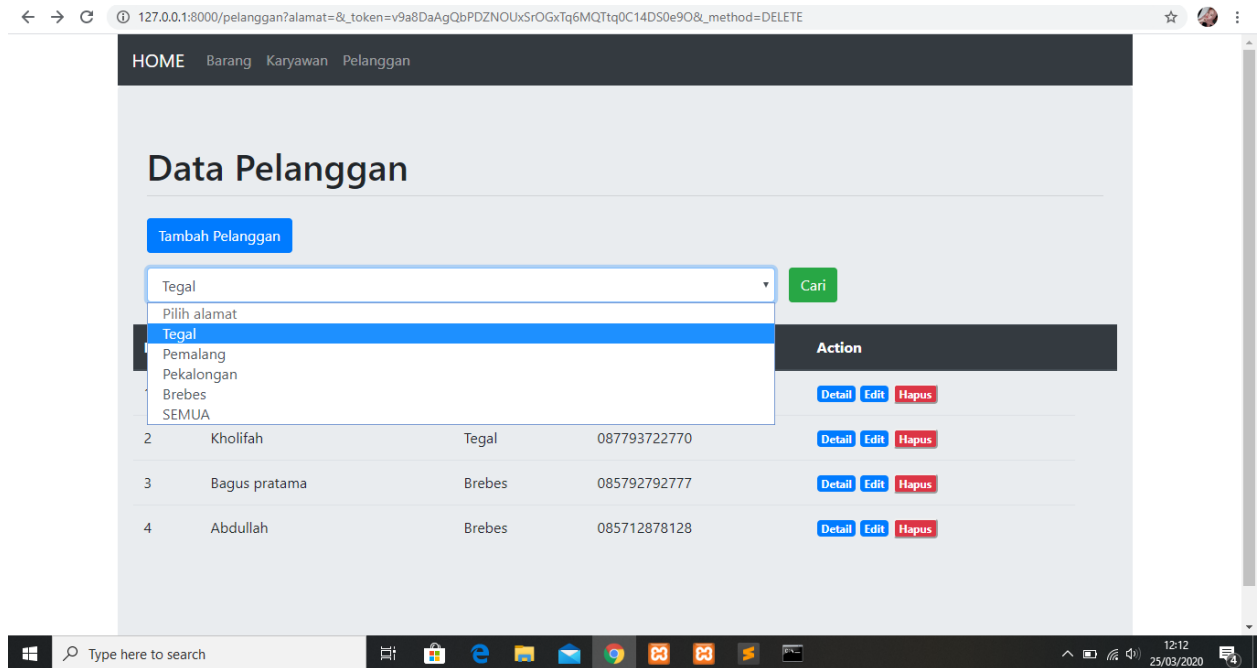 127.0.0.1:8000/pelanggan?alamat=&_token=v9a8DaAgQbPDZNOUxSrOGxTq6MQTtq0C14DS0e9O&_method=DELETE
HOME Barang Karyawan Pelanggan
Data Pelanggan
Tambah Pelanggan
Tegal Cari
Pilih alamat
Tegal
Action
Pemalang
Pekalongan
Brebes Detail Edit Hapus
SEMUA
2 Kholifah Tegal 087793722770 Detail Edit Hapus
3 Bagus pratama Brebes 085792792777 Detail Edit Hapus
4 Abdullah Brebes 085712878128 Detail Edit Hapus
Type here to search
12:12
25/03/2020
4